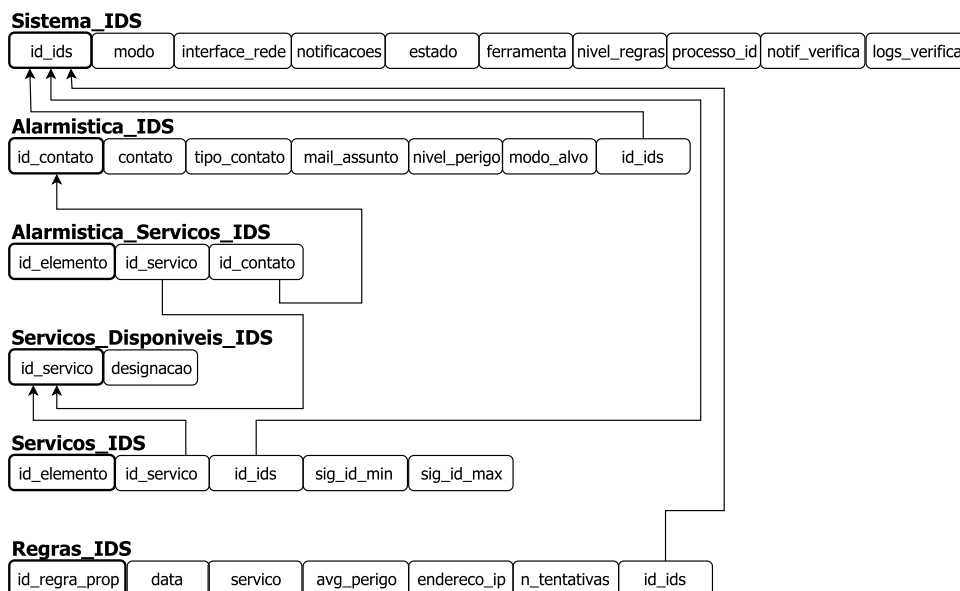 Sistema_IDS
id_ids modo interface_rede notificacoes estado ferramenta nivel_regras processo_id notif_verifica logs_verifica
Alarmistica_IDS
id_contato contato tipo_contato mail_assunto nivel_perigo modo_alvo id_ids
Alarmistica_Servicos_IDS
id_elemento id_servico id_contato
Servicos_Disponiveis_IDS
id_servico designacao
Servicos_IDS
id_elemento id_servico id_ids sig_id_min sig_id_max
Regras_IDS
id_regra_prop data servico avg_perigo endereco_ip n_tentativas id_ids